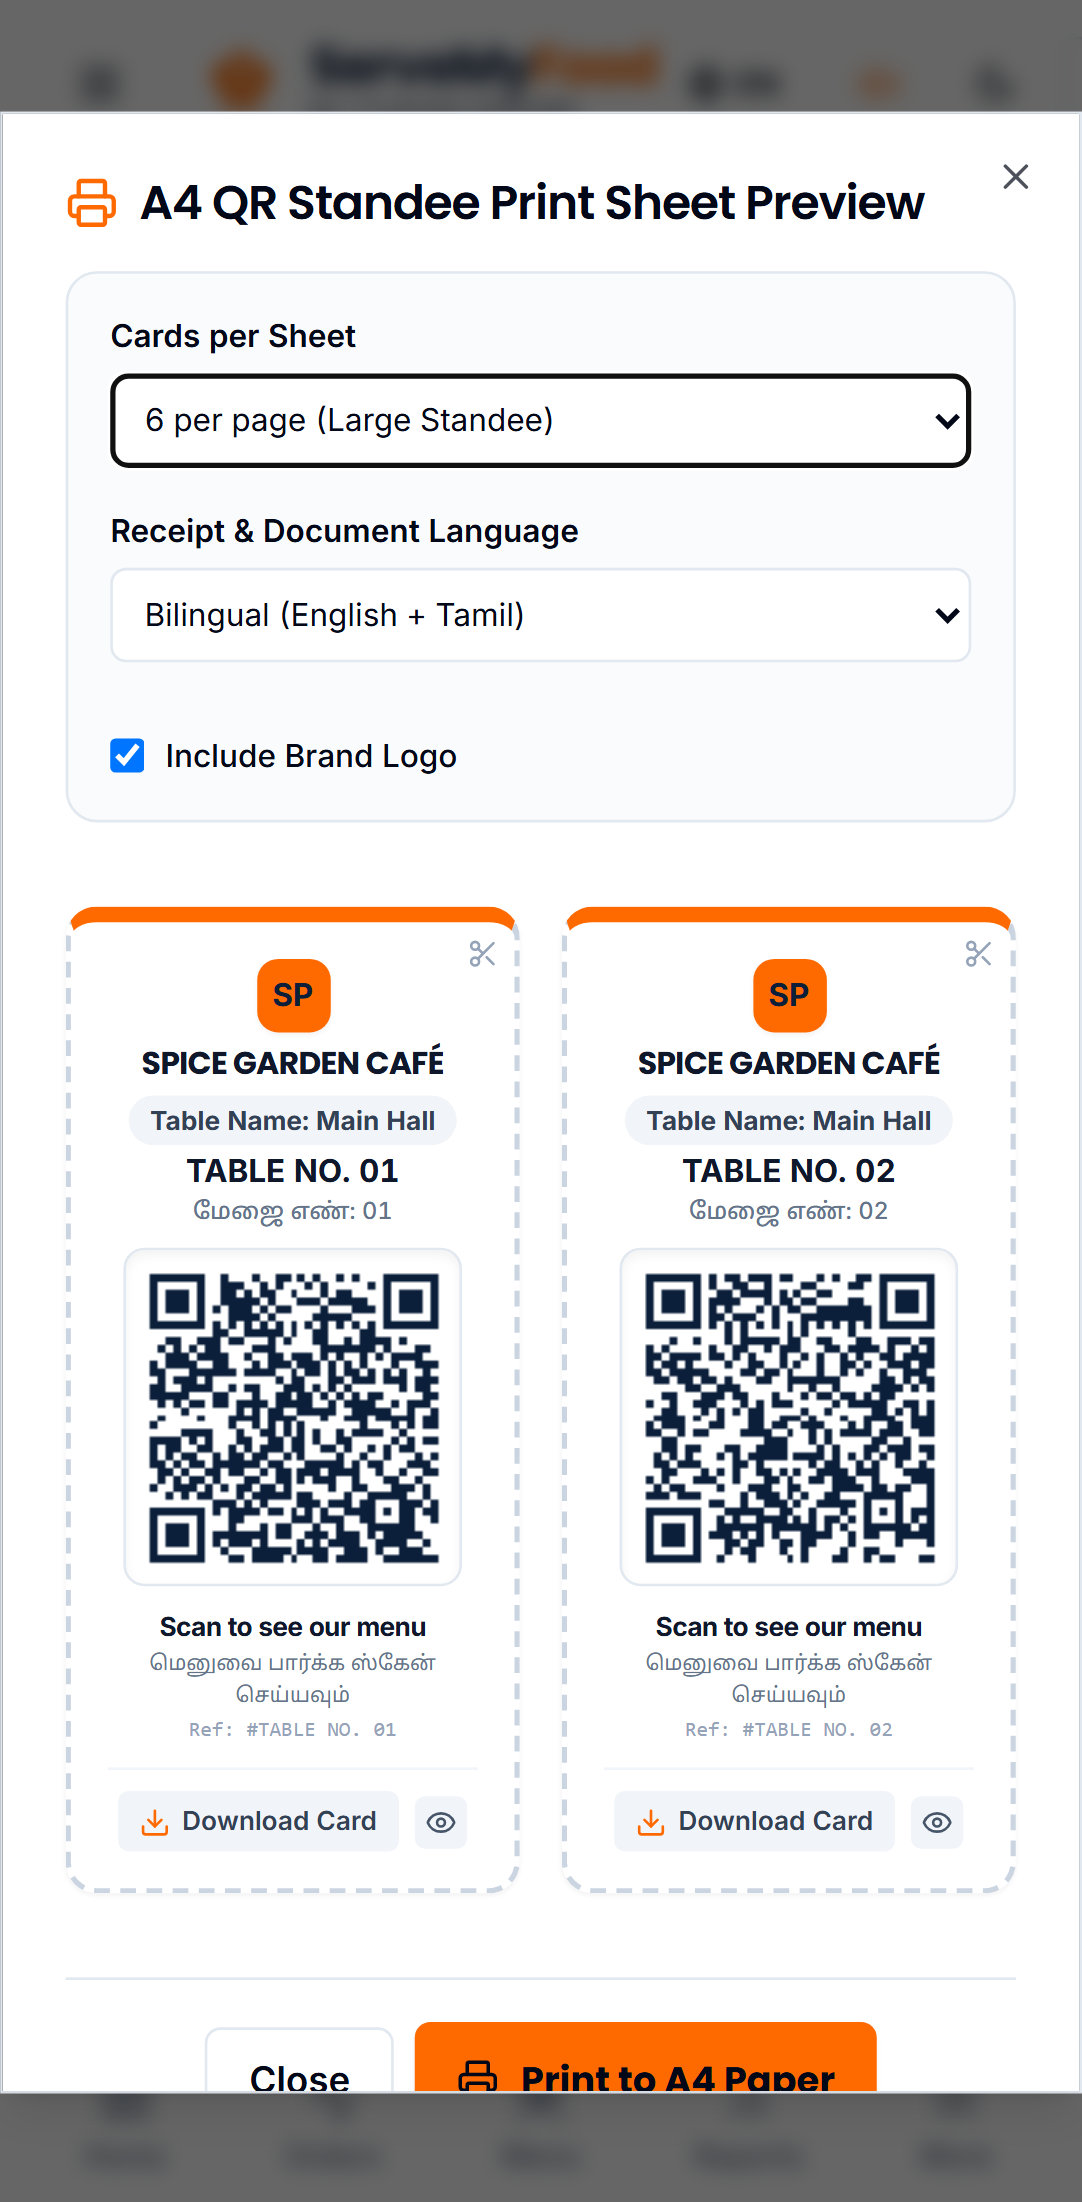 A4 QR Standee Print Sheet Preview
Cards per Sheet
6 per page (Large Standee)
Receipt & Document Language
Bilingual (English + Tamil)
Include Brand Logo
SP
SPICE GARDEN CAFÉ
Table Name: Main Hall
TABLE NO. 01
மேஜை எண்: 01
Scan to see our menu
மெனுவை பார்க்க ஸ்கேன்
செய்யவும்
Ref: #TABLE NO. 01
Download Card
SP
SPICE GARDEN CAFÉ
Table Name: Main Hall
TABLE NO. 02
மேஜை எண்: 02
Scan to see our menu
மெனுவை பார்க்க ஸ்கேன்
செய்யவும்
Ref: #TABLE NO. 02
Download Card
Close
Print to A4 Paper